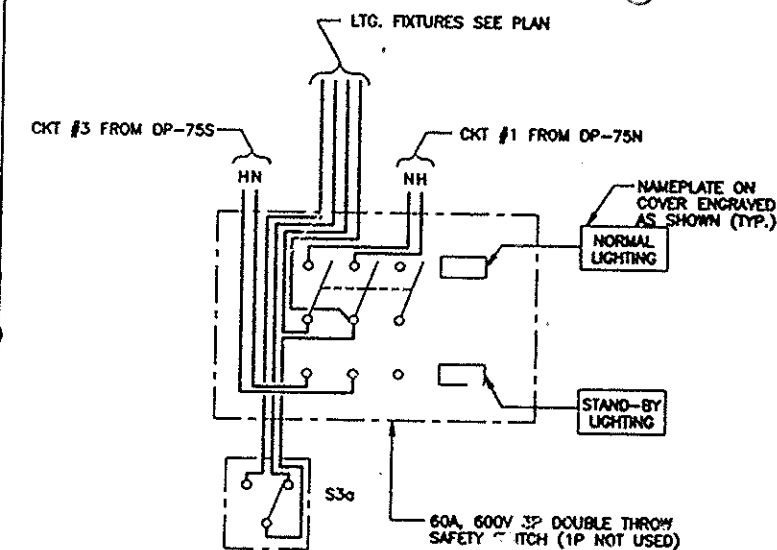 LTG. FIXTURES SEE PLAN
CKT #3 FROM DP-75S
CKT #1 FROM DP-75N
HN
NH
NAMEPLATE ON
COVER ENGRAVED
AS SHOWN (TYP.)
NORMAL
LIGHTING
STAND-BY
LIGHTING
S3a
60A, 600V 3P DOUBLE THROW
SAFETY (1P NOT USED)